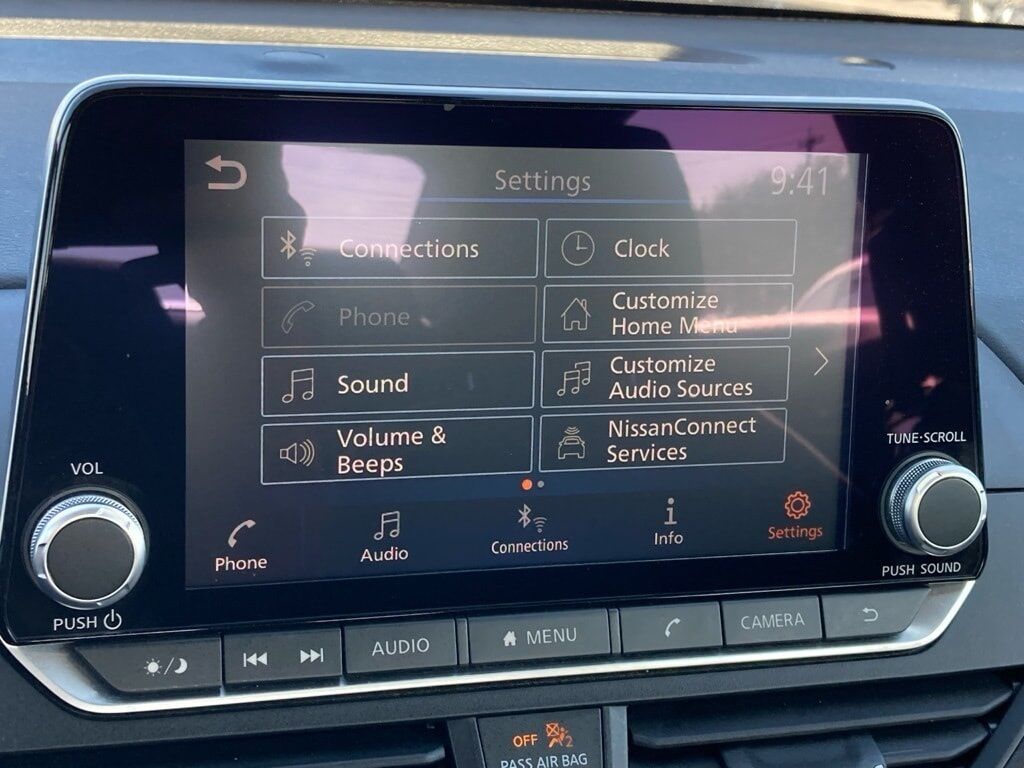 Settings
9:41
Connections
Clock
Phone
Customize
Home Menu
Sound
Customize
Audio Sources
Volume &
Beeps
NissanConnect
Services
Phone
Audio
Connections
Info
Settings
VOL
PUSH
TUNE·SCROLL
PUSH SOUND
AUDIO
MENU
CAMERA
OFF
2
PASS AIR BAG